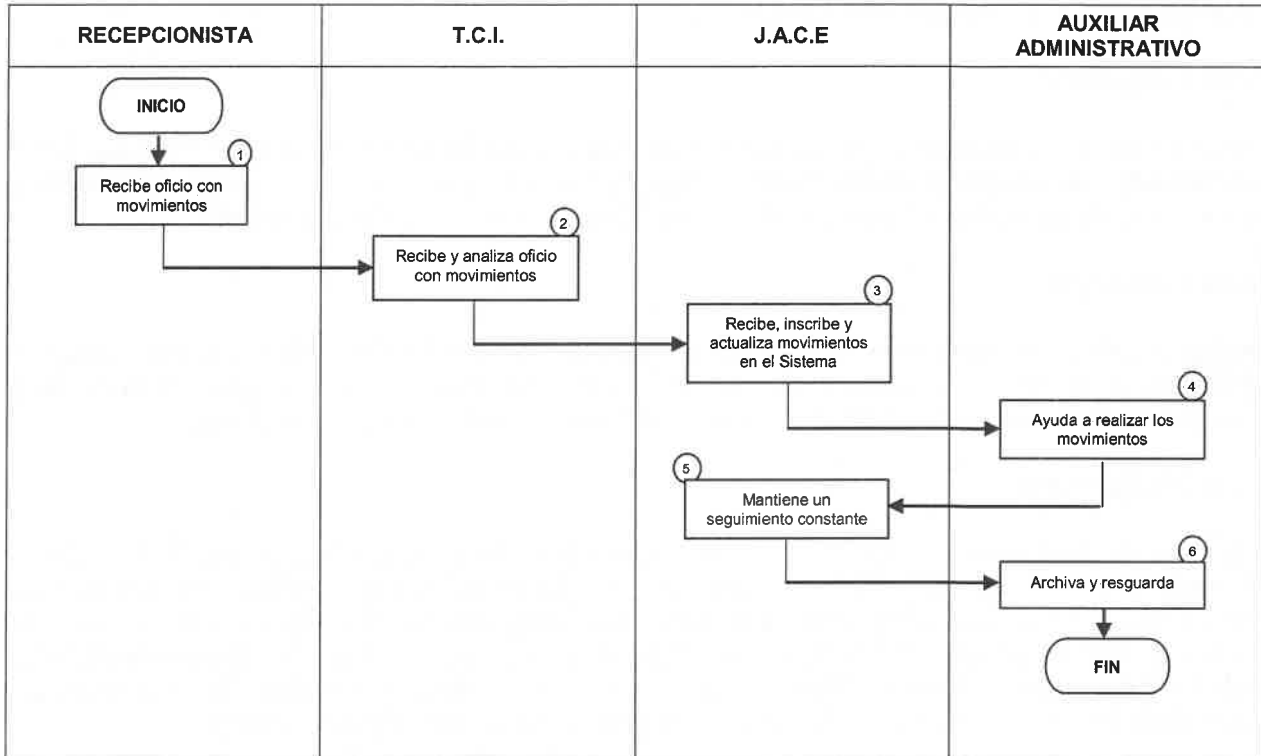 RECEPCIONISTA
T.C.I.
J.A.C.E
AUXILIAR
ADMINISTRATIVO
INICIO
1
Recibe oficio con
movimientos
2
Recibe y analiza oficio
con movimientos
3
Recibe, inscribe y
actualiza movimientos
en el Sistema
4
Ayuda a realizar los
movimientos
5
Mantiene un
seguimiento constante
6
Archiva y resguarda
FIN